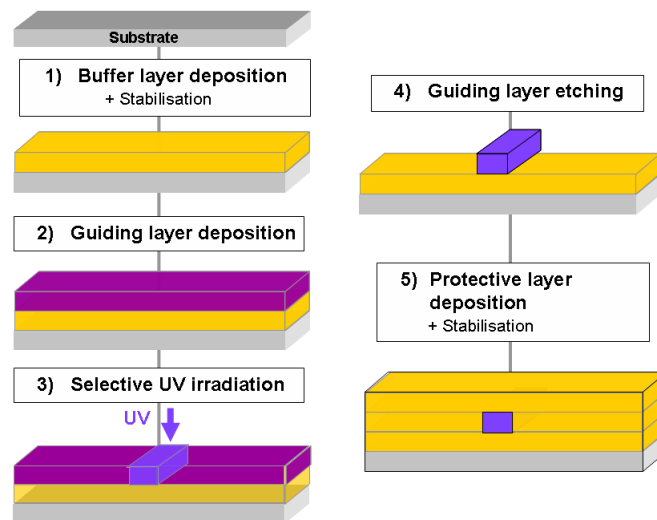 Substrate
1) Buffer layer deposition
+ Stabilisation
2) Guiding layer deposition
3) Selective UV irradiation
UV
4) Guiding layer etching
5) Protective layer
deposition
+ Stabilisation